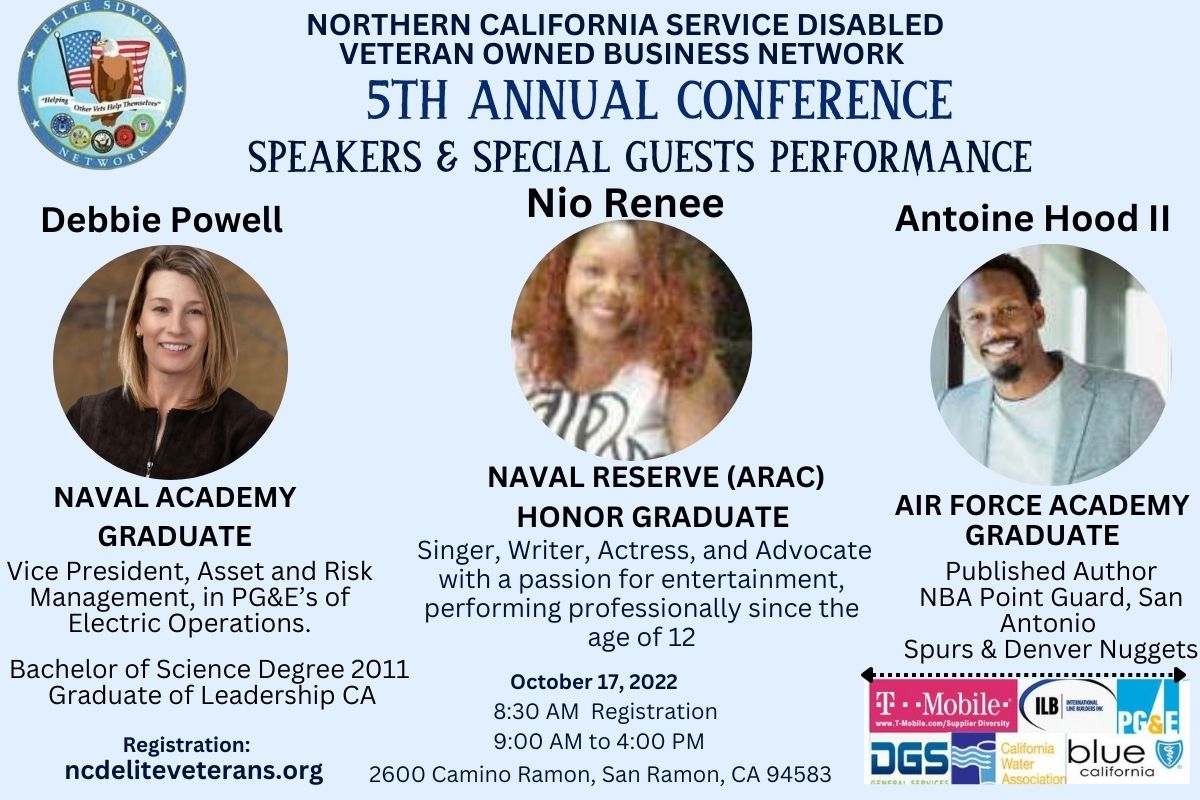 ELITE SDVOB
"Helping Other Vets Help Themselves"
NETWORK
NORTHERN CALIFORNIA SERVICE DISABLED
VETERAN OWNED BUSINESS NETWORK
5TH ANNUAL CONFERENCE
SPEAKERS & SPECIAL GUESTS PERFORMANCE
Debbie Powell
NAVAL ACADEMY
GRADUATE
Vice President, Asset and Risk
Management, in PG&E's of
Electric Operations.
Bachelor of Science Degree 2011
Graduate of Leadership CA
Registration:
ncdeliteveterans.org
Nio Renee
NAVAL RESERVE (ARAC)
HONOR GRADUATE
Singer, Writer, Actress, and Advocate
with a passion for entertainment,
performing professionally since the
age of 12
October 17, 2022
8:30 AM Registration
9:00 AM to 4:00 PM
2600 Camino Ramon, San Ramon, CA 94583
Antoine Hood II
AIR FORCE ACADEMY
GRADUATE
Published Author
NBA Point Guard, San
Antonio
Spurs & Denver Nuggets
T··Mobile·
www.T-Mobile.com/Supplier Diversity
ILB
INTERNATIONAL
LINE BUILDERS INC
PG&E
DGS
GENERAL SERVICES
California
Water
Association
blue
california